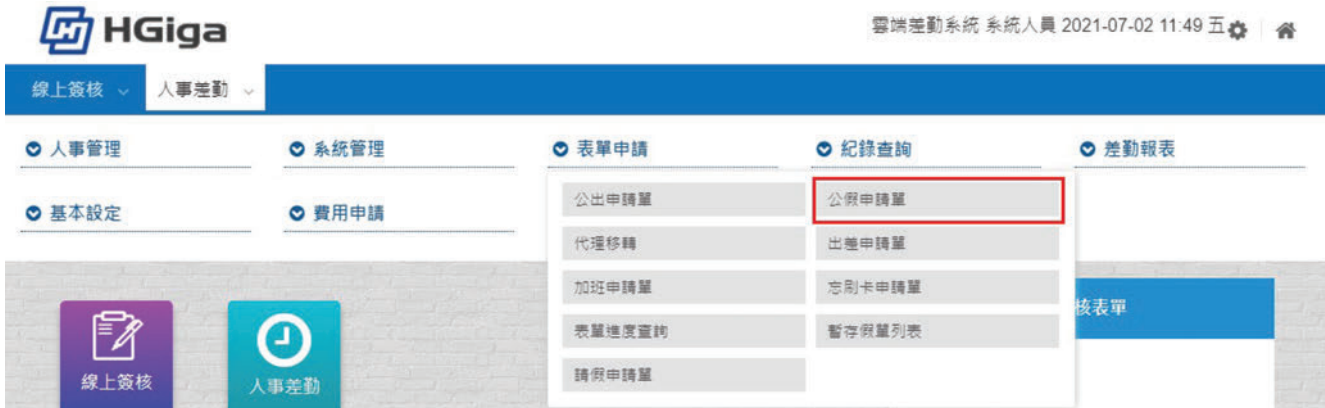 HGiga
雲端差勤系統 系統人員 2021-07-02 11:49 五
線上簽核 人事差勤
人事管理 系統管理 表單申請 紀錄查詢 差勤報表
基本設定 費用申請
公出申請單 公假申請單
代理移轉 出差申請單
加班申請單 忘刷卡申請單
表單進度查詢 暫存假單列表
請假申請單
核表單
線上簽核 人事差勤